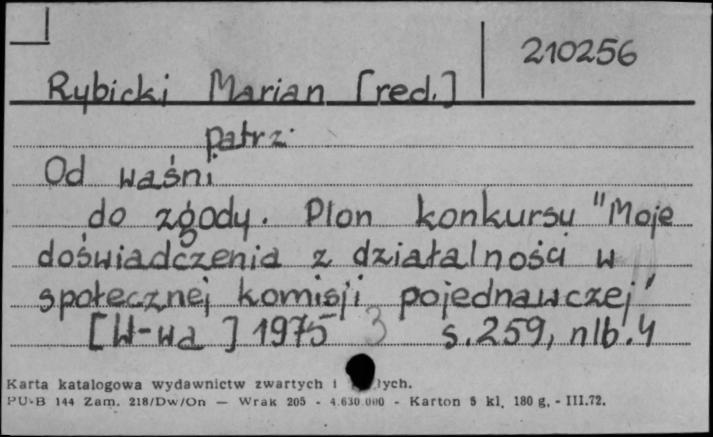 210256
Rybicki Marian [red.]
patrz
Od waśni
do zgody. Plon konkursu "Moje
doświadczenia z działalności w
społecznej komisji pojednawczej"
[W-wa] 1975 3 s. 259, nlb. 4
Karta katalogowa wydawnictw zwartych i
PU-B 144 Zam. 218/Dw/On — Wrak 205 - 4.630.000 - Karton 5 kl. 180 g. - III.72.